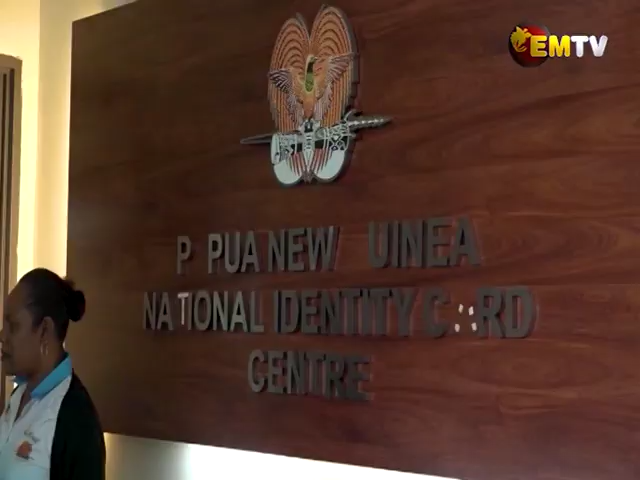 EMTV
P PUA NEW UINEA
NATIONAL IDENTITY C RD
CENTRE